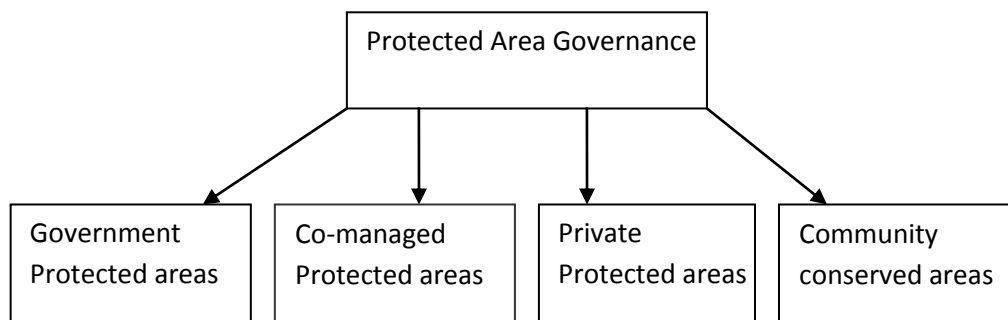 Protected Area Governance
Government
Protected areas
Co-managed
Protected areas
Private
Protected areas
Community
conserved areas